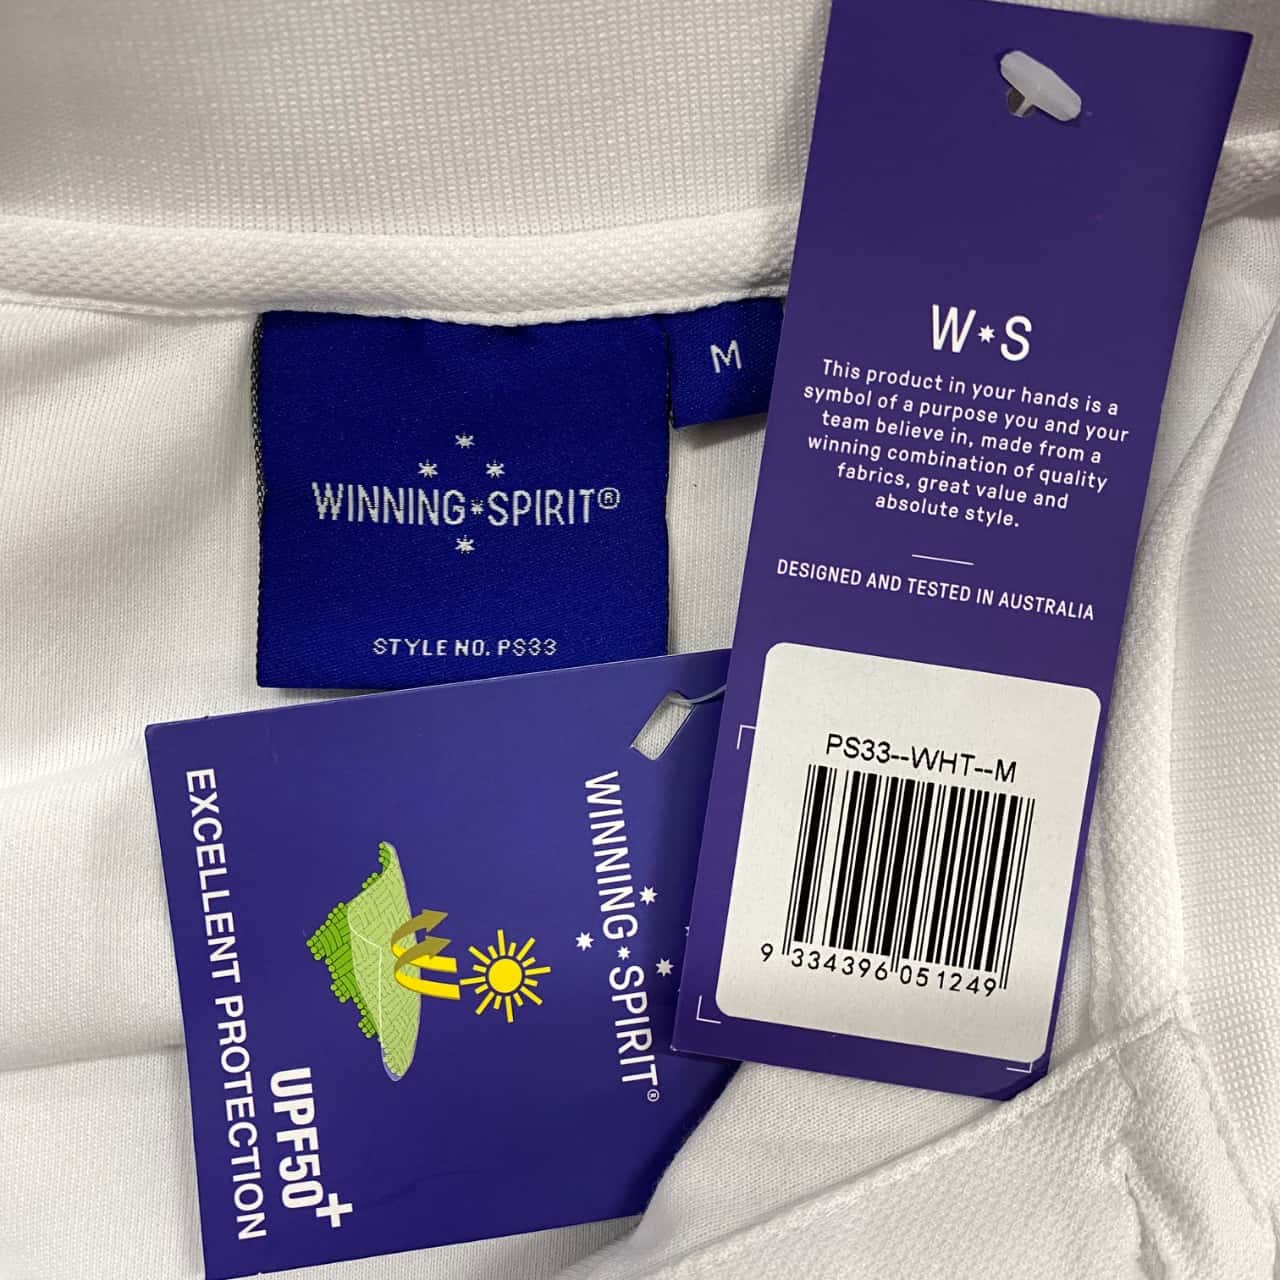 WINNING*SPIRIT®
STYLE NO. PS33
M
W*S
This product in your hands is a
symbol of a purpose you and your
team believe in, made from a
winning combination of quality
fabrics, great value and
absolute style.
DESIGNED AND TESTED IN AUSTRALIA
PS33--WHT--M
9 334396 051249
WINNING*SPIRIT®
UPF50+
EXCELLENT PROTECTION